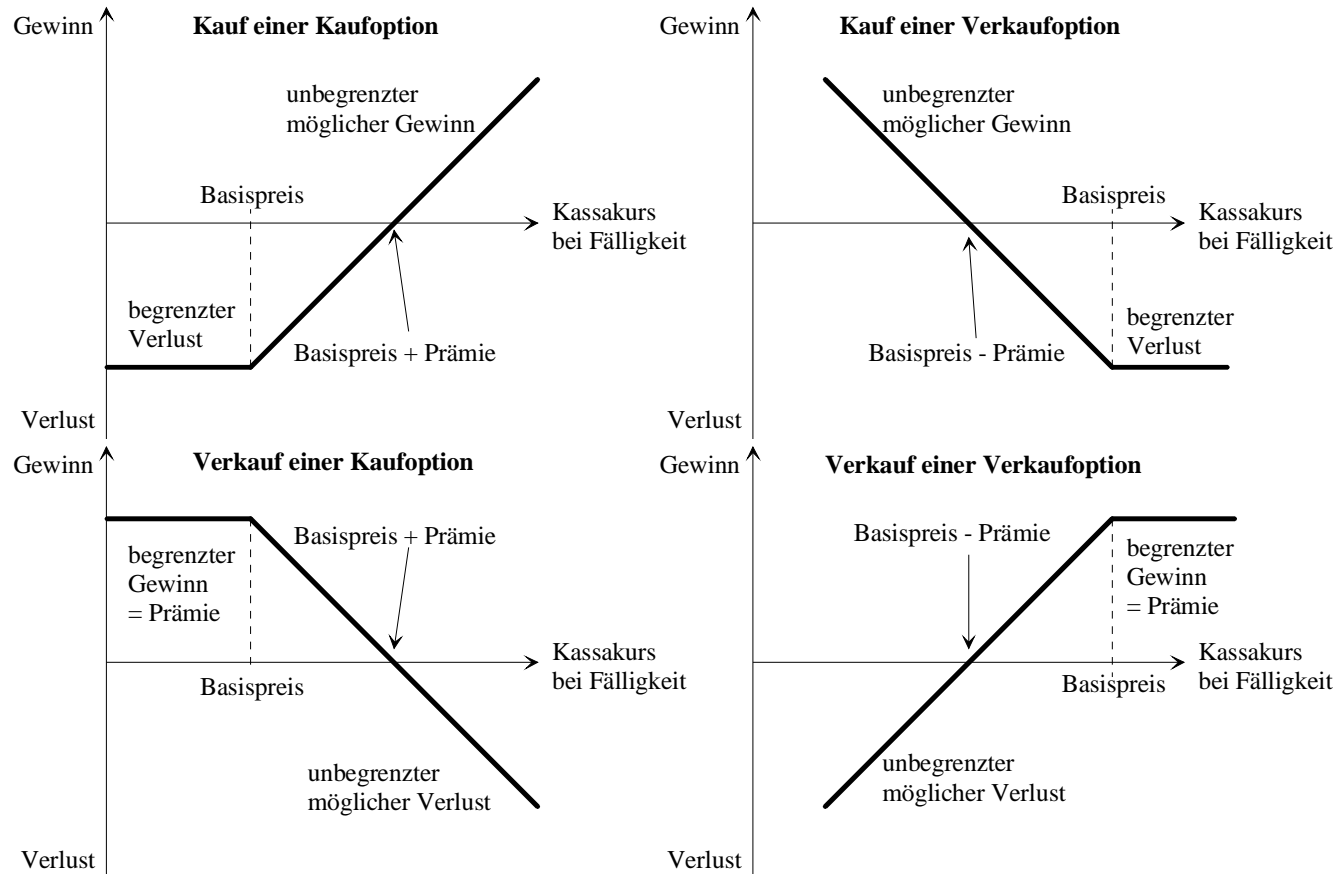 Gewinn
Kauf einer Kaufoption
unbegrenzter
möglicher Gewinn
Basispreis
Kassakurs
bei Fälligkeit
begrenzter
Verlust
Basispreis + Prämie
Verlust
Gewinn
Kauf einer Verkaufoption
unbegrenzter
möglicher Gewinn
Basispreis
Kassakurs
bei Fälligkeit
Basispreis - Prämie
begrenzter
Verlust
Verlust
Gewinn
Verkauf einer Kaufoption
Basispreis + Prämie
begrenzter
Gewinn
= Prämie
Kassakurs
bei Fälligkeit
Basispreis
unbegrenzter
möglicher Verlust
Verlust
Gewinn
Verkauf einer Verkaufoption
Basispreis - Prämie
begrenzter
Gewinn
= Prämie
Basispreis
Kassakurs
bei Fälligkeit
unbegrenzter
möglicher Verlust
Verlust